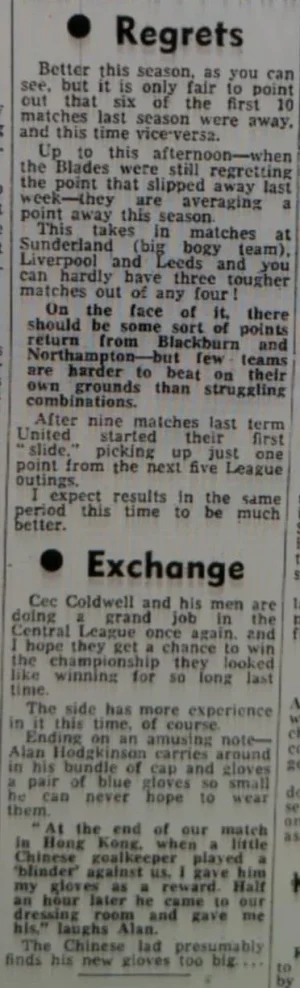 • Regrets
Better this season, as you can
see, but it is only fair to point
out that six of the first 10
matches last season were away,
and this time vice-versa.
Up to this afternoon—when
the Blades were still regretting
the point that slipped away last
week—they are averaging a
point away this season.
This takes in matches at
Sunderland (big bogy team),
Liverpool and Leeds and you
can hardly have three tougher
matches out of any four!
On the face of it, there
should be some sort of points
return from Blackburn and
Northampton—but few teams
are harder to beat on their
own grounds than struggling
combinations.
After nine matches last term
United started their first
"slide," picking up just one
point from the next five League
outings.
I expect results in the same
period this time to be much
better.
• Exchange
Cec Coldwell and his men are
doing a grand job in the
Central League once again, and
I hope they get a chance to win
the championship they looked
like winning for so long last
time.
The side has more experience
in it this time, of course.
Ending on an amusing note—
Alan Hodgkinson carries around
in his bundle of cap and gloves
a pair of blue gloves so small
he can never hope to wear
them.
"At the end of our match
in Hong Kong, when a little
Chinese goalkeeper played a
'blinder' against us, I gave him
my gloves as a reward. Half
an hour later he came to our
dressing room and gave me
his," laughs Alan.
The Chinese lad presumably
finds his new gloves too big ....